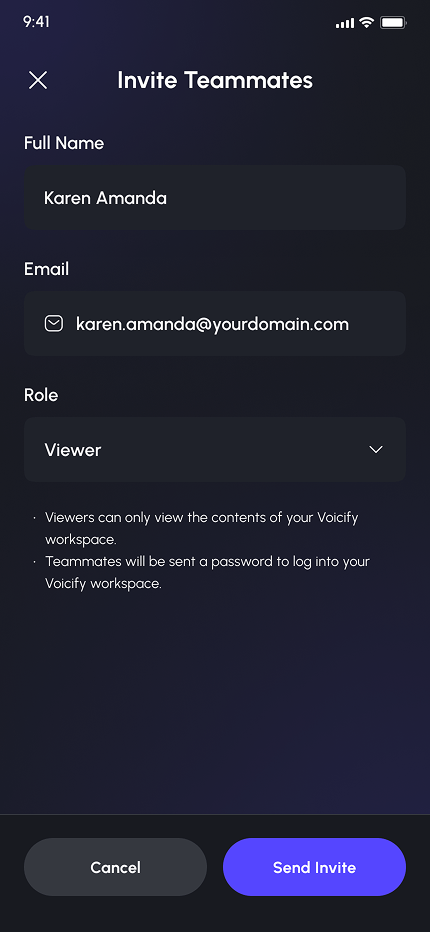 9:41
Invite Teammates
Full Name
Karen Amanda
Email
karen.amanda@yourdomain.com
Role
Viewer
· Viewers can only view the contents of your Voicify
workspace.
· Teammates will be sent a password to log into your
Voicify workspace.
Cancel
Send Invite